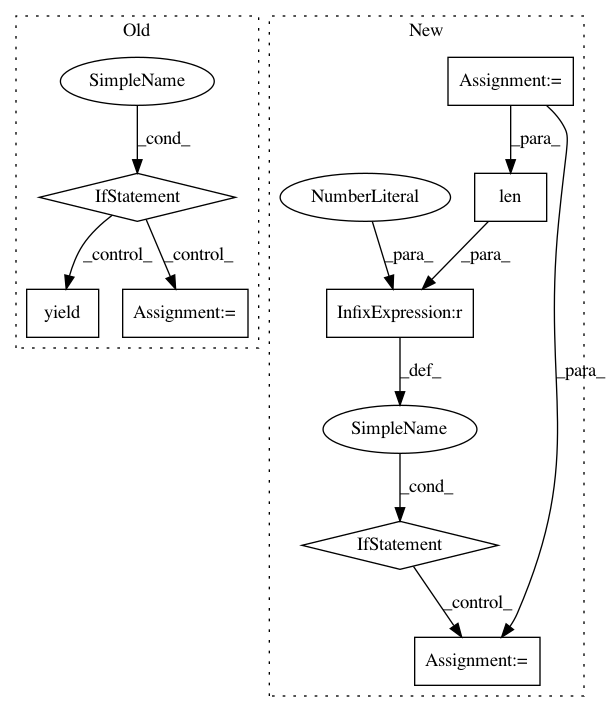 Old
New
SimpleName
Assignment:=
_cond_
_para_
IfStatement
NumberLiteral
len
_control_
_control_
_para_
_para_
yield
Assignment:=
InfixExpression:r
_def_
_para_
SimpleName
_cond_
IfStatement
_control_
Assignment:=